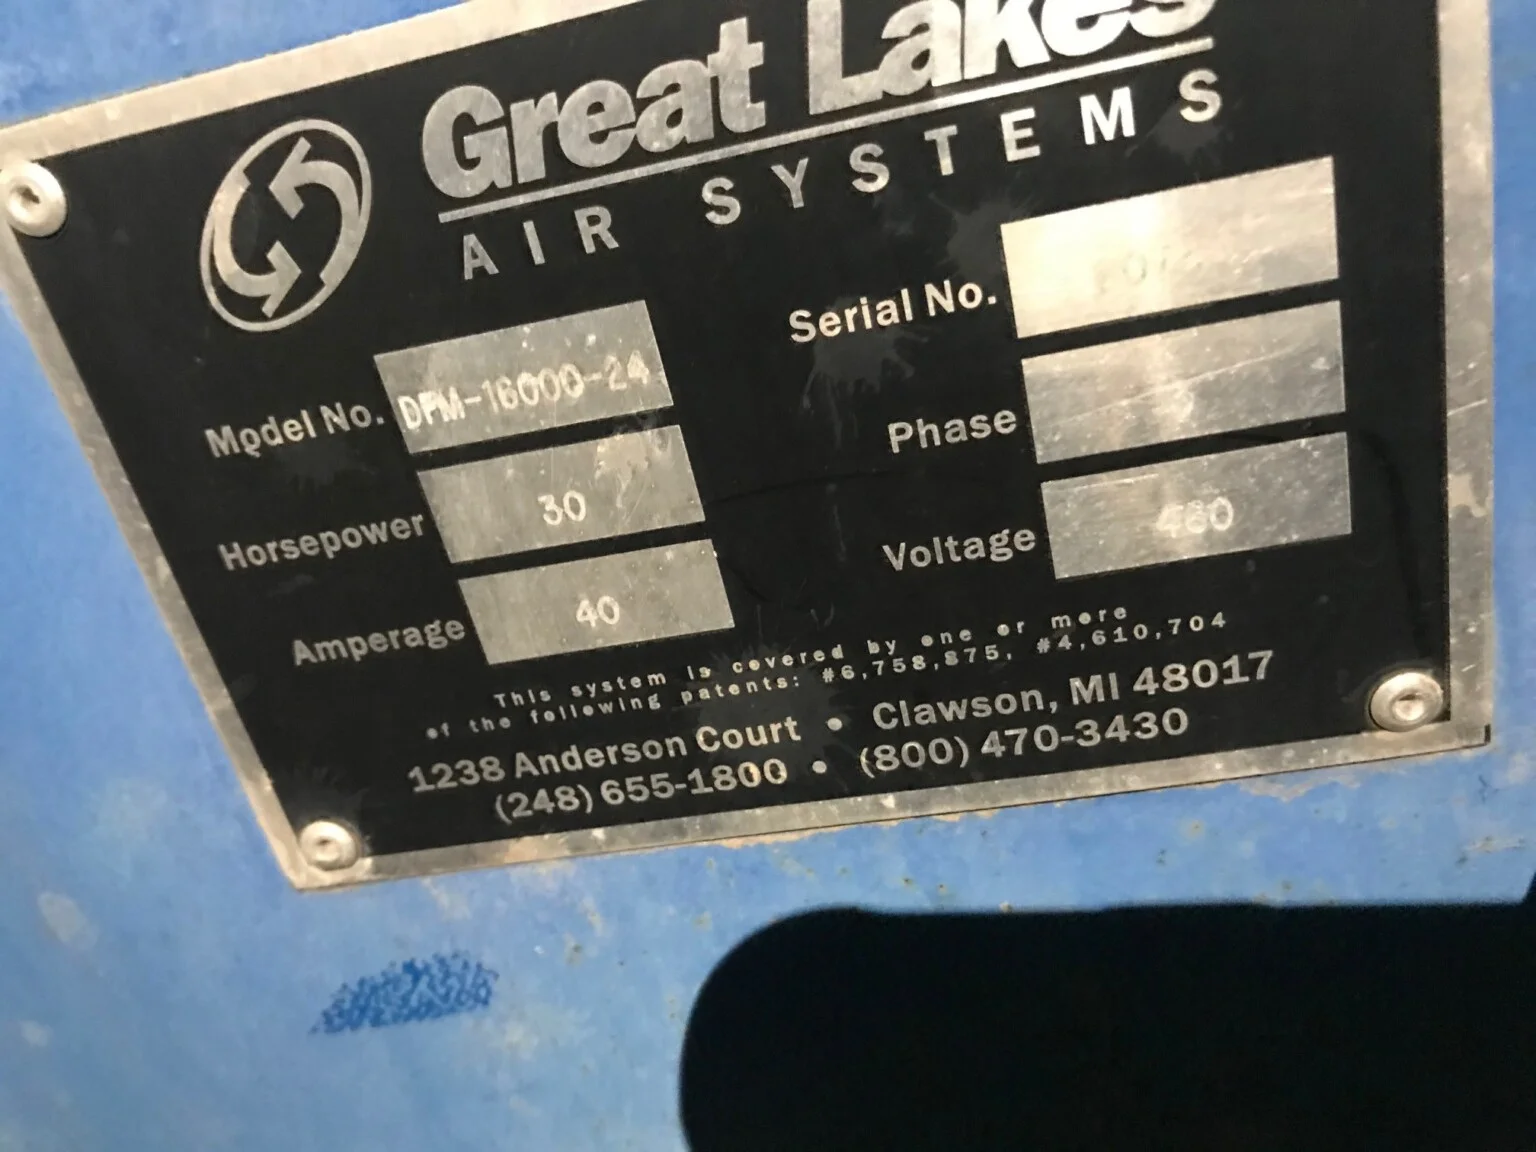 Great Lakes
AIR SYSTEMS
Serial No.
Model No. DFM-16000-24
Phase
Horsepower 30
Voltage 480
Amperage 40
This system is covered by one or more
of the following patents: #6,758,875, #4,610,704
1238 Anderson Court • Clawson, MI 48017
(248) 655-1800 • (800) 470-3430